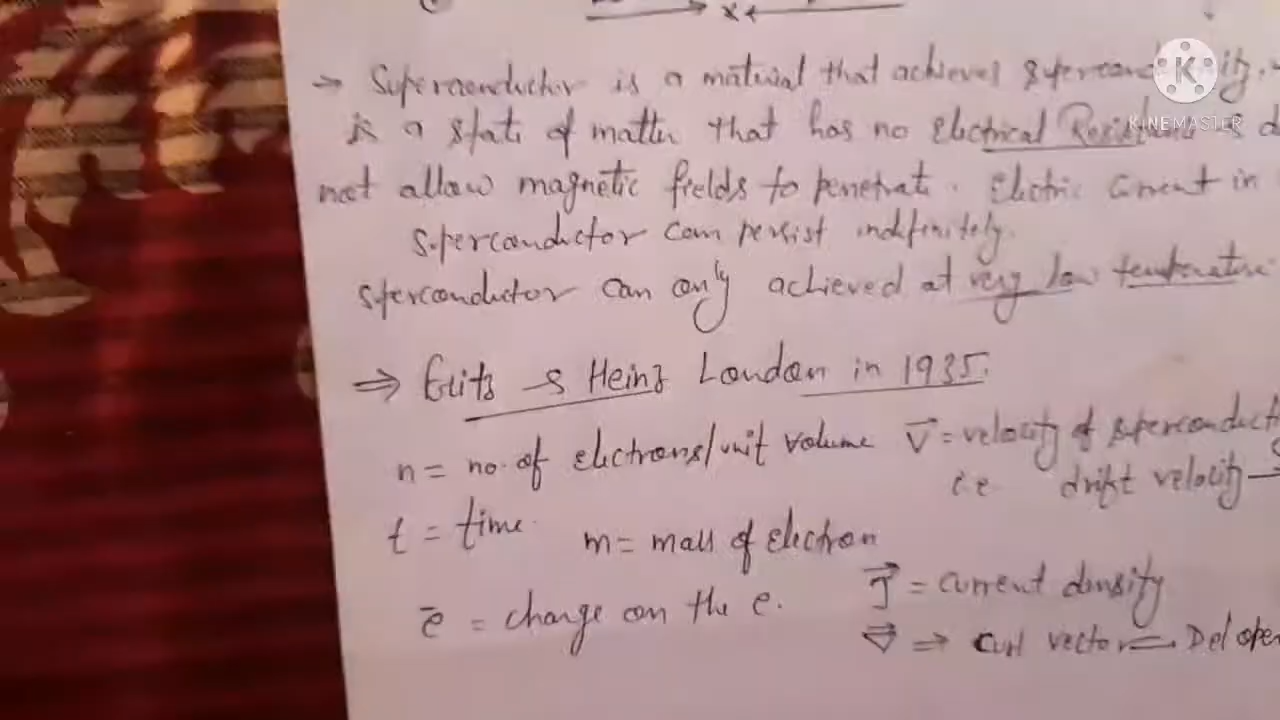 → Superconductor is a material that achieves
is a state of matter that has no Electrical
KINEMASTER
not allow magnetic fields to penetrate. Electric Current in
superconductor can persist indefinitely.
superconductor can only achieved at very low temperature
⇒ & Heinz London in 1935.
n = no. of electrons/unit volume V⃗ = velocity of
i.e drift velocity
t = time m = mass of electron
e̅ = charge on the e. J⃗ = current density
∇⃗ ⇒ Curl vector Del